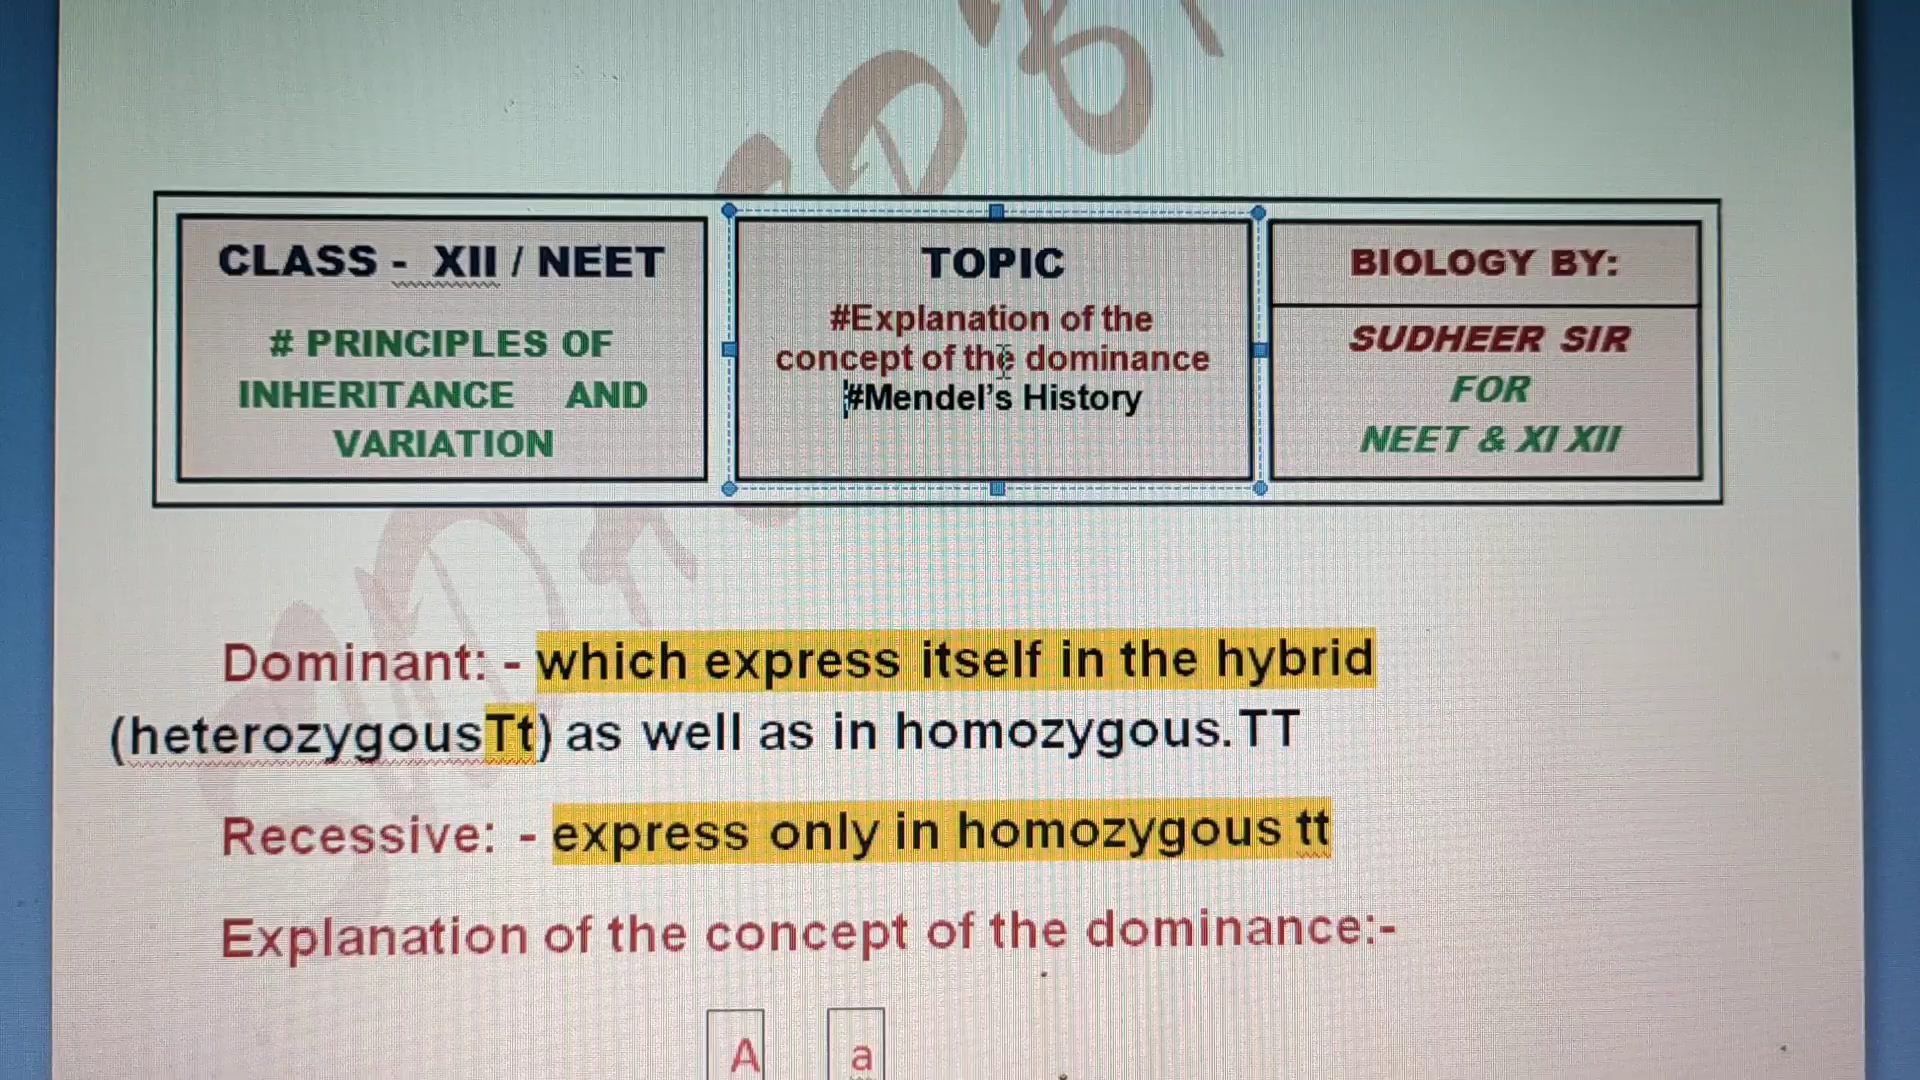 CLASS - XII / NEET
# PRINCIPLES OF
INHERITANCE AND
VARIATION
TOPIC
#Explanation of the
concept of the dominance
#Mendel's History
BIOLOGY BY:
SUDHEER SIR
FOR
NEET & XI XII
Dominant: - which express itself in the hybrid
(heterozygousTt) as well as in homozygous.TT
Recessive: - express only in homozygous tt
Explanation of the concept of the dominance:-
A a